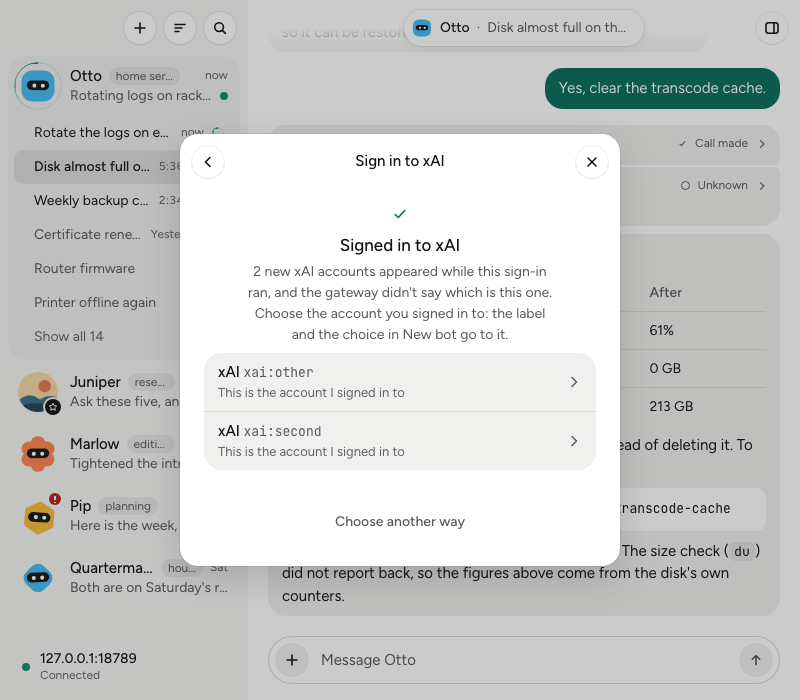 Otto home ser... now
Rotating logs on rack...
Rotate the logs on e... now
Disk almost full o... 5:36
Weekly backup c... 2:34
Certificate rene... Yeste
Router firmware
Printer offline again
Show all 14
Juniper rese...
Ask these five, an
Marlow editi...
Tightened the intr
Pip planning
Here is the week,
Quarterma... hou... Sat
Both are on Saturday's r...
127.0.0.1:18789
Connected
so it can be restor
Otto · Disk almost full on th...
Yes, clear the transcode cache.
Call made
Unknown
After
61%
0 GB
213 GB
ead of deleting it. To
transcode-cache
The size check ( du )
did not report back, so the figures above come from the disk's own
counters.
Message Otto
Sign in to xAI
Signed in to xAI
2 new xAI accounts appeared while this sign-in
ran, and the gateway didn't say which is this one.
Choose the account you signed in to: the label
and the choice in New bot go to it.
xAI xai:other
This is the account I signed in to
xAI xai:second
This is the account I signed in to
Choose another way